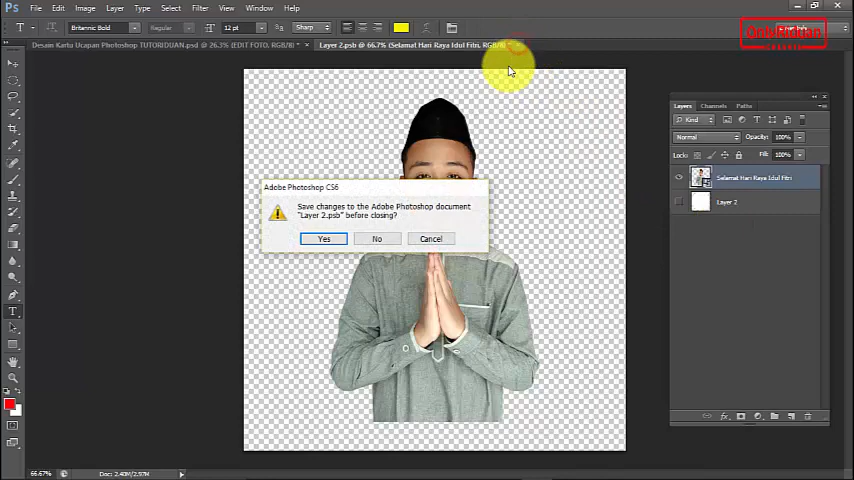 Ps File Edit Image Layer Type Select Filter View Window Help
T Britannic Bold Regular T 12 pt Sharp
Desain Kartu Ucapan Photoshop TUTORIDUAN.psd @ 26.3% (EDIT FOTO, RGB/8) * × Layer 2.psb @ 66.7% (Selamat Hari Raya Idul Fitri, RGB/8)
OnlyRidtjan
Layers Channels Paths
Kind
Normal Opacity: 100%
Lock: Fill: 100%
Selamat Hari Raya Idul Fitri
Layer 2
Adobe Photoshop CS6
Save changes to the Adobe Photoshop document
"Layer 2.psb" before closing?
Yes No Cancel
66.67% Doc: 2.40M/2.97M